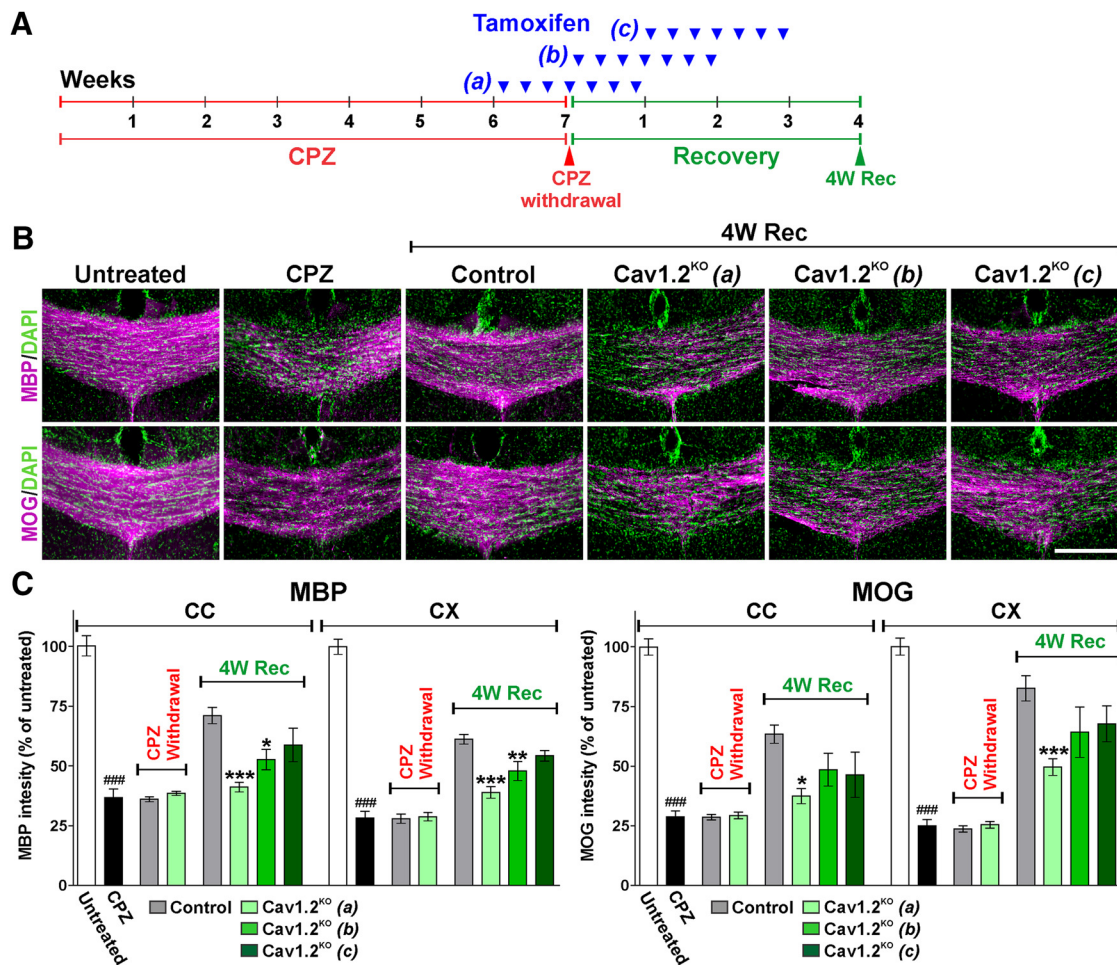 A
Tamoxifen
(c)
(b)
(a)
Weeks
1 2 3 4 5 6 7 1 2 3 4
CPZ
Recovery
CPZ
withdrawal
4W Rec
B
4W Rec
Untreated CPZ Control Cav1.2KO (a) Cav1.2KO (b) Cav1.2KO (c)
MBP/DAPI
MOG/DAPI
C
MBP
CC CX
MBP intesity (% of untreated)
100
75
50
25
0
CPZ
Withdrawal
4W Rec
CPZ
Withdrawal
4W Rec
###
***
*
###
***
**
Untreated
CPZ
Control
Cav1.2KO (a)
Cav1.2KO (b)
Cav1.2KO (c)
MOG
CC CX
MOG intesity (% of untreated)
100
75
50
25
0
CPZ
Withdrawal
4W Rec
CPZ
Withdrawal
4W Rec
###
*
###
***
Untreated
CPZ
Control
Cav1.2KO (a)
Cav1.2KO (b)
Cav1.2KO (c)